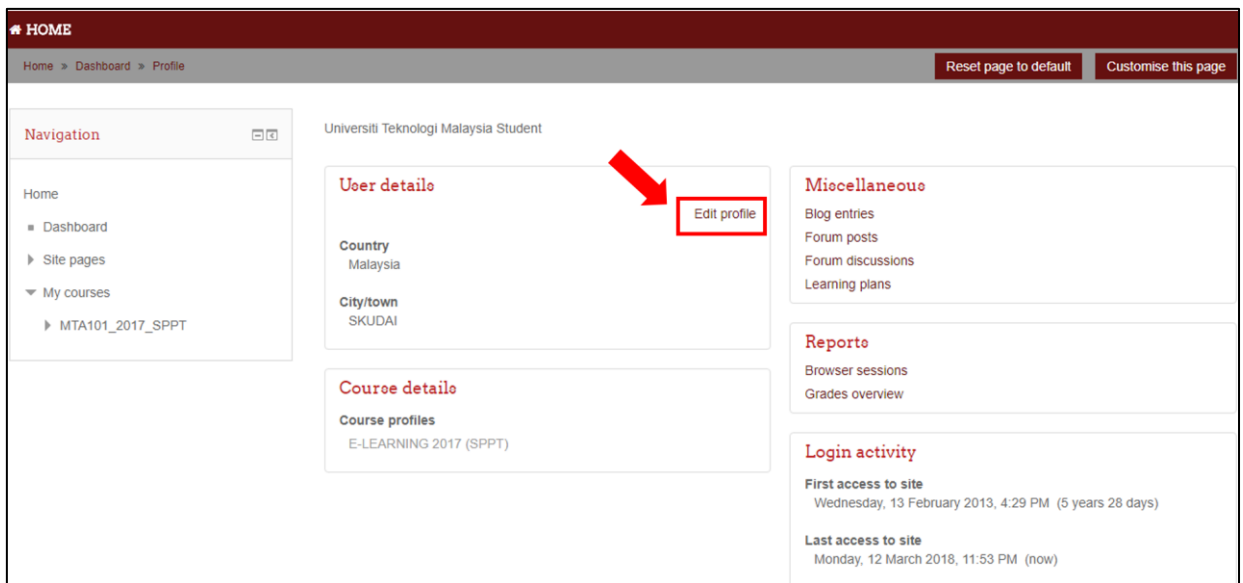 HOME
Home » Dashboard » Profile
Reset page to default
Customise this page
Navigation
Home
Dashboard
Site pages
My courses
MTA101_2017_SPPT
Universiti Teknologi Malaysia Student
User details
Edit profile
Country
Malaysia
City/town
SKUDAI
Course details
Course profiles
E-LEARNING 2017 (SPPT)
Miscellaneous
Blog entries
Forum posts
Forum discussions
Learning plans
Reports
Browser sessions
Grades overview
Login activity
First access to site
Wednesday, 13 February 2013, 4:29 PM (5 years 28 days)
Last access to site
Monday, 12 March 2018, 11:53 PM (now)